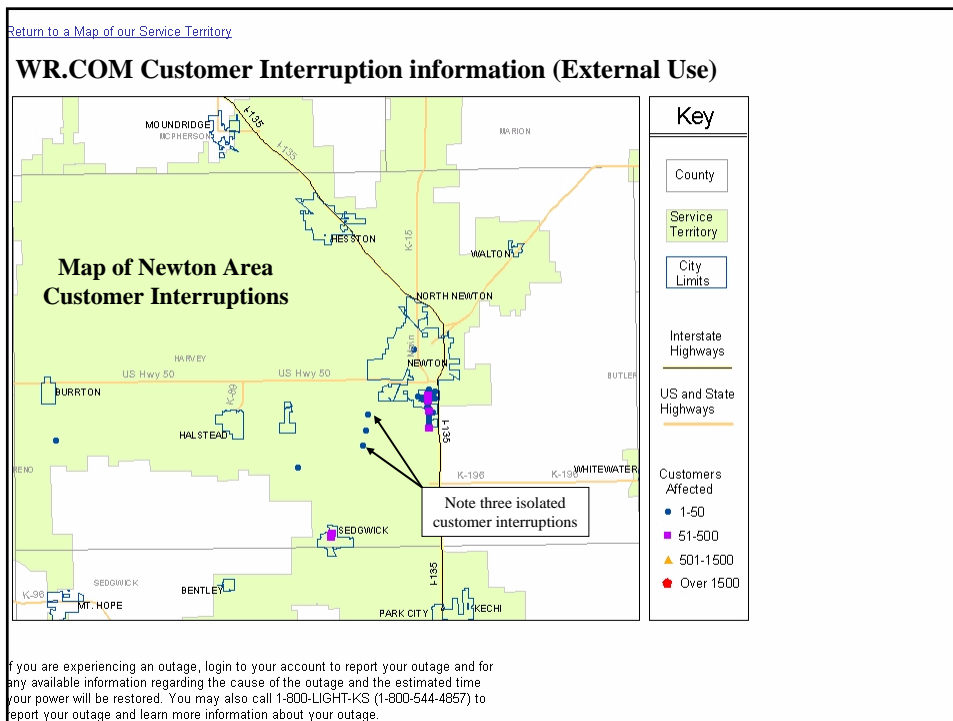 Return to a Map of our Service Territory
WR.COM Customer Interruption information (External Use)
Key
MOUNDRIDGE
MCPHERSON
I-135
I-135
MARION
County
Service
Territory
City
Limits
HESSTON
K-15
WALTON
Map of Newton Area
Customer Interruptions
NORTH NEWTON
Main
NEWTON
HARVEY
US Hwy 50
US Hwy 50
BURRTON
K-89
HALSTEAD
BUTLER
I-135
Interstate
Highways
US and State
Highways
RENO
K-196
K-196
WHITEWATER
Note three isolated
customer interruptions
Customers
Affected
1-50
51-500
501-1500
Over 1500
SEDGWICK
SEDGWICK
BENTLEY
I-135
K-96
MT. HOPE
PARK CITY
KECHI
If you are experiencing an outage, login to your account to report your outage and for
any available information regarding the cause of the outage and the estimated time
your power will be restored. You may also call 1-800-LIGHT-KS (1-800-544-4857) to
report your outage and learn more information about your outage.